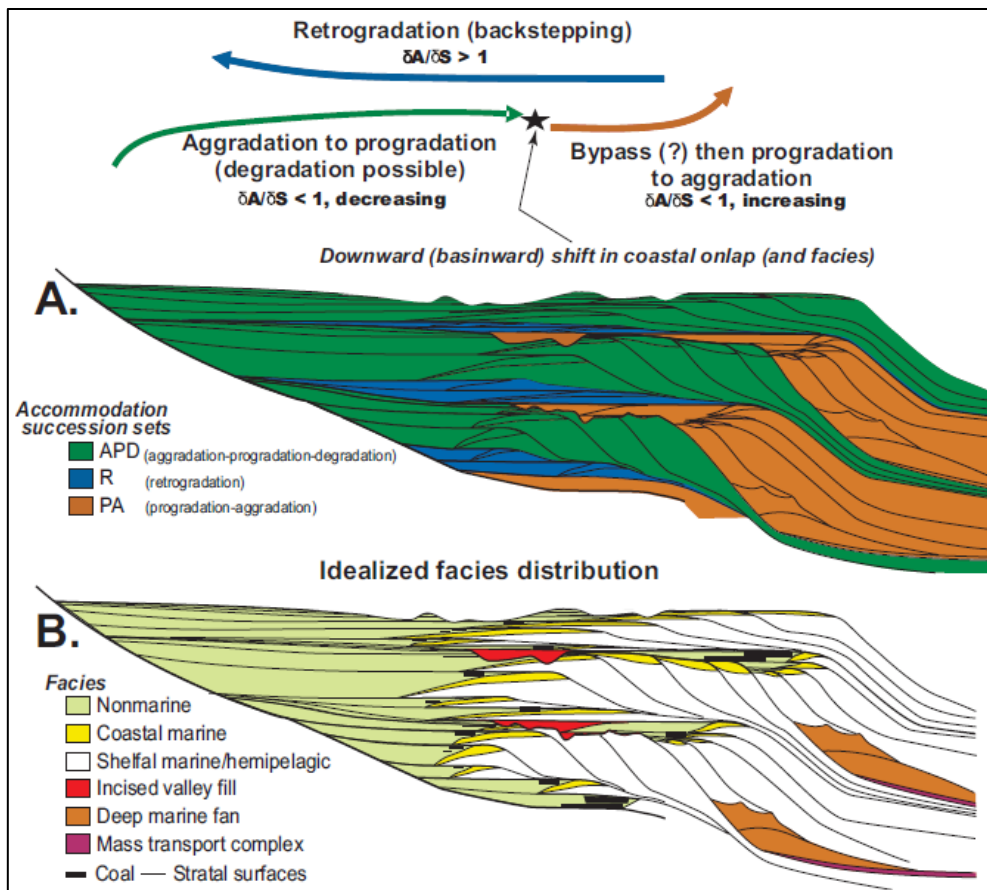 Retrogradation (backstepping)
δA/δS > 1
Aggradation to progradation
(degradation possible)
δA/δS < 1, decreasing
Bypass (?) then progradation
to aggradation
δA/δS < 1, increasing
Downward (basinward) shift in coastal onlap (and facies)
A.
Accommodation
succession sets
APD (aggradation-progradation-degradation)
R (retrogradation)
PA (progradation-aggradation)
Idealized facies distribution
B.
Facies
Nonmarine
Coastal marine
Shelfal marine/hemipelagic
Incised valley fill
Deep marine fan
Mass transport complex
Coal — Stratal surfaces